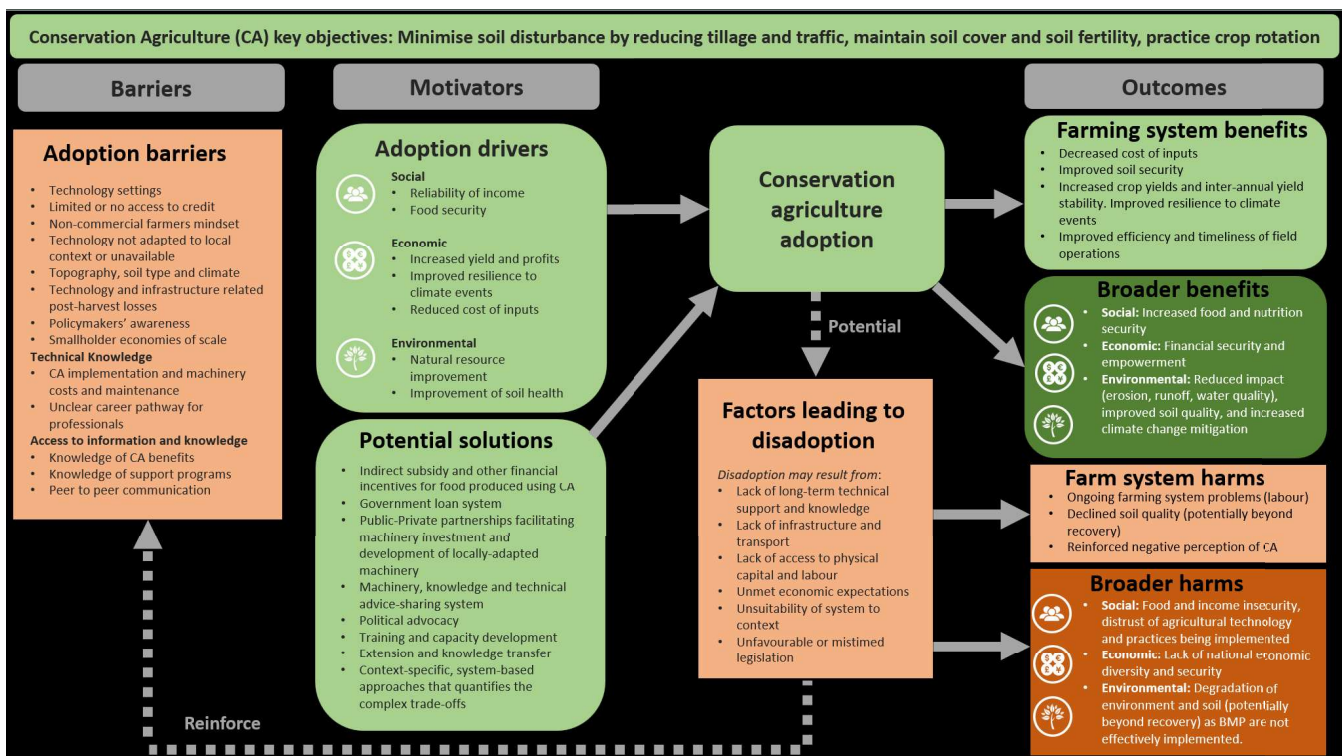 Conservation Agriculture (CA) key objectives: Minimise soil disturbance by reducing tillage and traffic, maintain soil cover and soil fertility, practice crop rotation
Barriers
Adoption barriers
• Technology settings
• Limited or no access to credit
• Non-commercial farmers mindset
• Technology not adapted to local
context or unavailable
• Topography, soil type and climate
• Technology and infrastructure related
post-harvest losses
• Policymakers' awareness
• Smallholder economies of scale
Technical Knowledge
• CA implementation and machinery
costs and maintenance
• Unclear career pathway for
professionals
Access to information and knowledge
• Knowledge of CA benefits
• Knowledge of support programs
• Peer to peer communication
Motivators
Adoption drivers
Social
• Reliability of income
• Food security
Economic
• Increased yield and profits
• Improved resilience to
climate events
• Reduced cost of inputs
Environmental
• Natural resource
improvement
• Improvement of soil health
Potential solutions
• Indirect subsidy and other financial
incentives for food produced using CA
• Government loan system
• Public-Private partnerships facilitating
machinery investment and
development of locally-adapted
machinery
• Machinery, knowledge and technical
advice-sharing system
• Political advocacy
• Training and capacity development
• Extension and knowledge transfer
• Context-specific, system-based
approaches that quantifies the
complex trade-offs
Conservation
agriculture
adoption
Potential
Factors leading to
disadoption
Disadoption may result from:
• Lack of long-term technical
support and knowledge
• Lack of infrastructure and
transport
• Lack of access to physical
capital and labour
• Unmet economic expectations
• Unsuitability of system to
context
• Unfavourable or mistimed
legislation
Reinforce
Outcomes
Farming system benefits
• Decreased cost of inputs
• Improved soil security
• Increased crop yields and inter-annual yield
stability. Improved resilience to climate
events
• Improved efficiency and timeliness of field
operations
Broader benefits
• Social: Increased food and nutrition
security
• Economic: Financial security and
empowerment
• Environmental: Reduced impact
(erosion, runoff, water quality),
improved soil quality, and increased
climate change mitigation
Farm system harms
• Ongoing farming system problems (labour)
• Declined soil quality (potentially beyond
recovery)
• Reinforced negative perception of CA
Broader harms
• Social: Food and income insecurity,
distrust of agricultural technology
and practices being implemented
• Economic: Lack of national economic
diversity and security
• Environmental: Degradation of
environment and soil (potentially
beyond recovery) as BMP are not
effectively implemented.